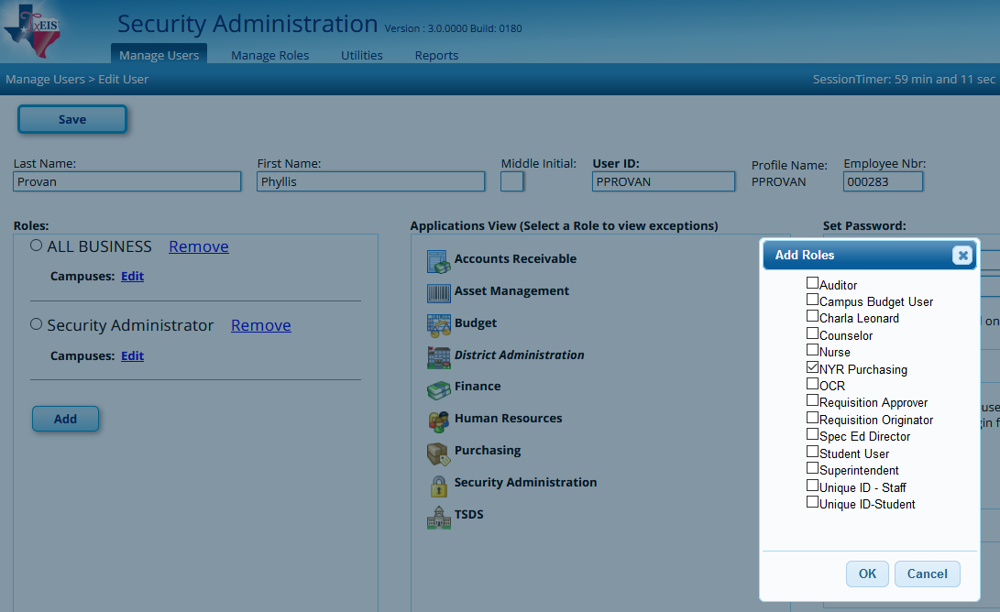 TxEIS
Security Administration Version : 3.0.0000 Build: 0180
Manage Users Manage Roles Utilities Reports
Manage Users > Edit User SessionTimer: 59 min and 11 sec
Save
Last Name: First Name: Middle Initial: User ID: Profile Name: Employee Nbr:
Provan Phyllis PPROVAN PPROVAN 000283
Roles:
ALL BUSINESS Remove
Campuses: Edit
Security Administrator Remove
Campuses: Edit
Add
Applications View (Select a Role to view exceptions)
Accounts Receivable
Asset Management
Budget
District Administration
Finance
Human Resources
Purchasing
Security Administration
TSDS
Set Password:
on
use
in f
Add Roles
Auditor
Campus Budget User
Charla Leonard
Counselor
Nurse
NYR Purchasing
OCR
Requisition Approver
Requisition Originator
Spec Ed Director
Student User
Superintendent
Unique ID - Staff
Unique ID-Student
OK Cancel